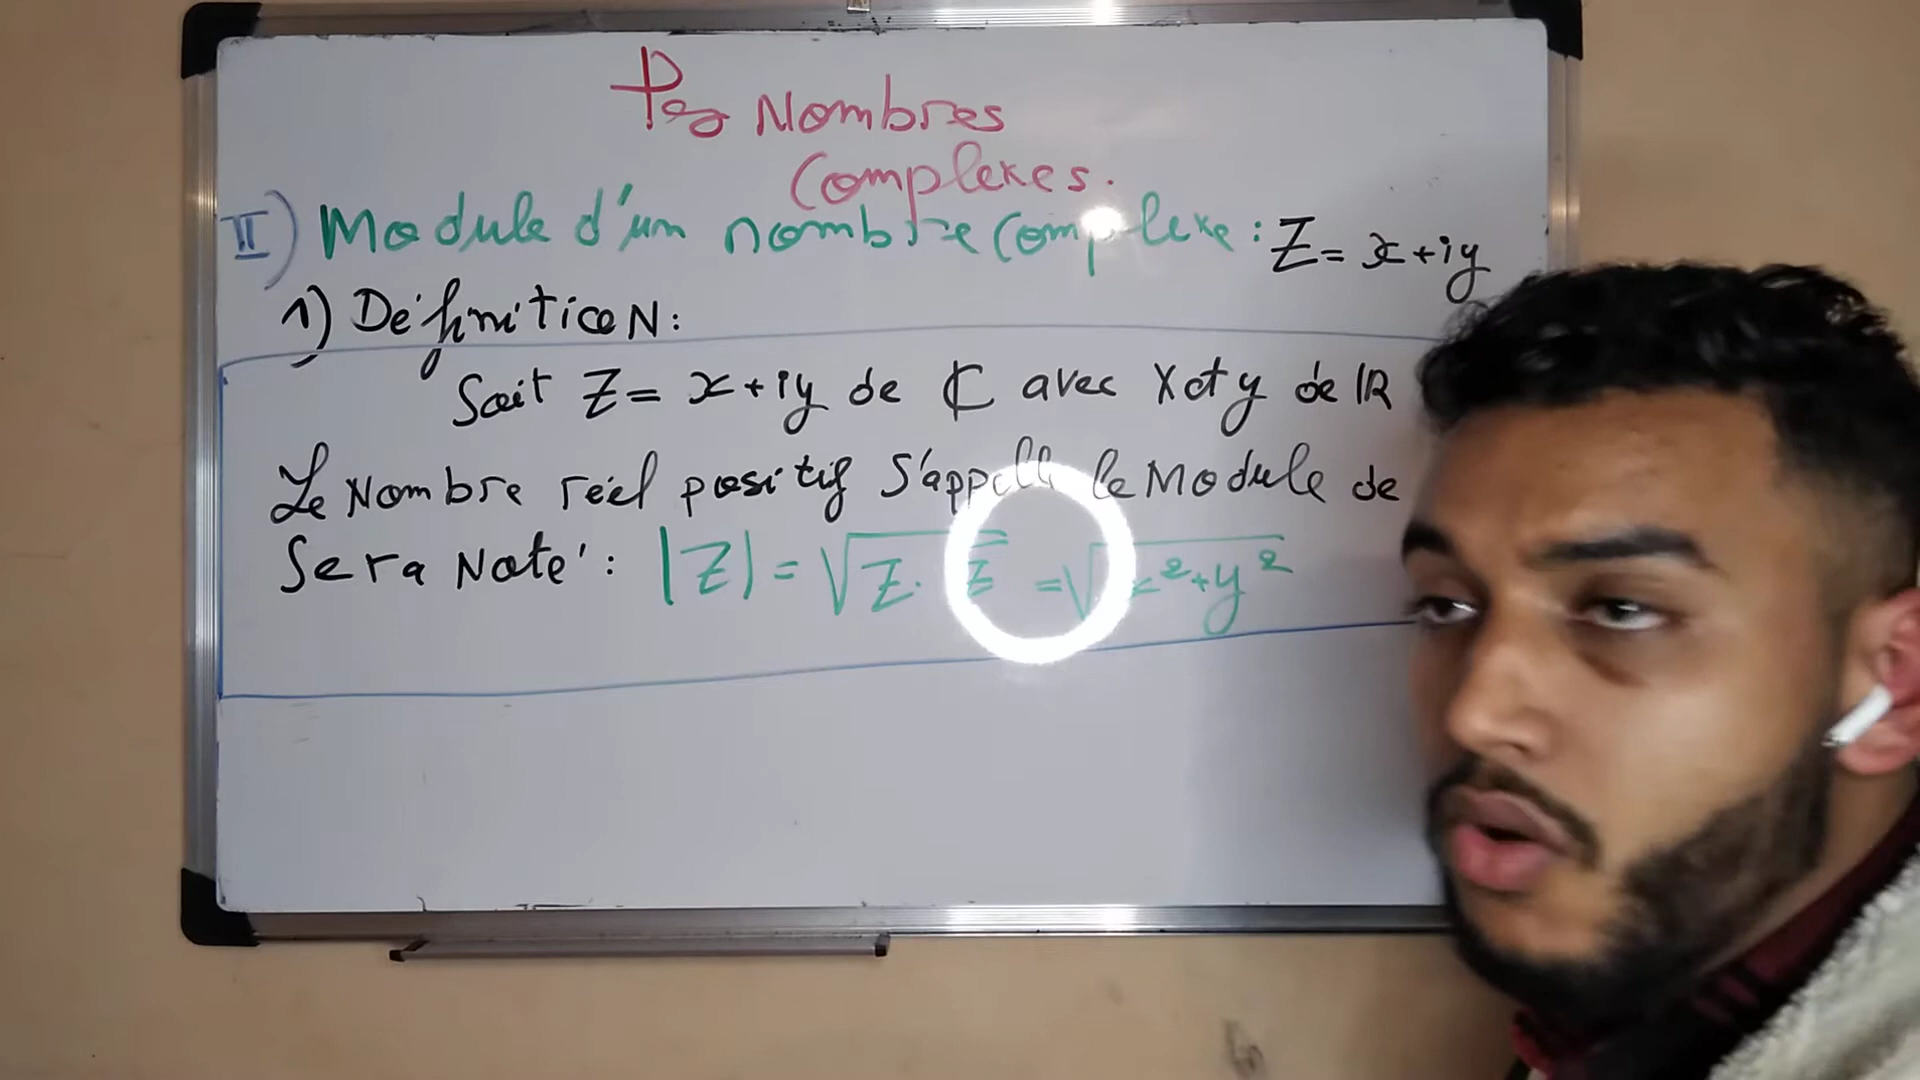 Les Nombres
Complexes.
II) Module d'un nombre complexe : Z = x + iy
1) Définition :
Soit Z = x + iy de ℂ avec x et y de ℝ
Le Nombre réel positif s'appelle le Module de
Sera Noté : |Z| = √(Z · Z̄) = √(x² + y²)